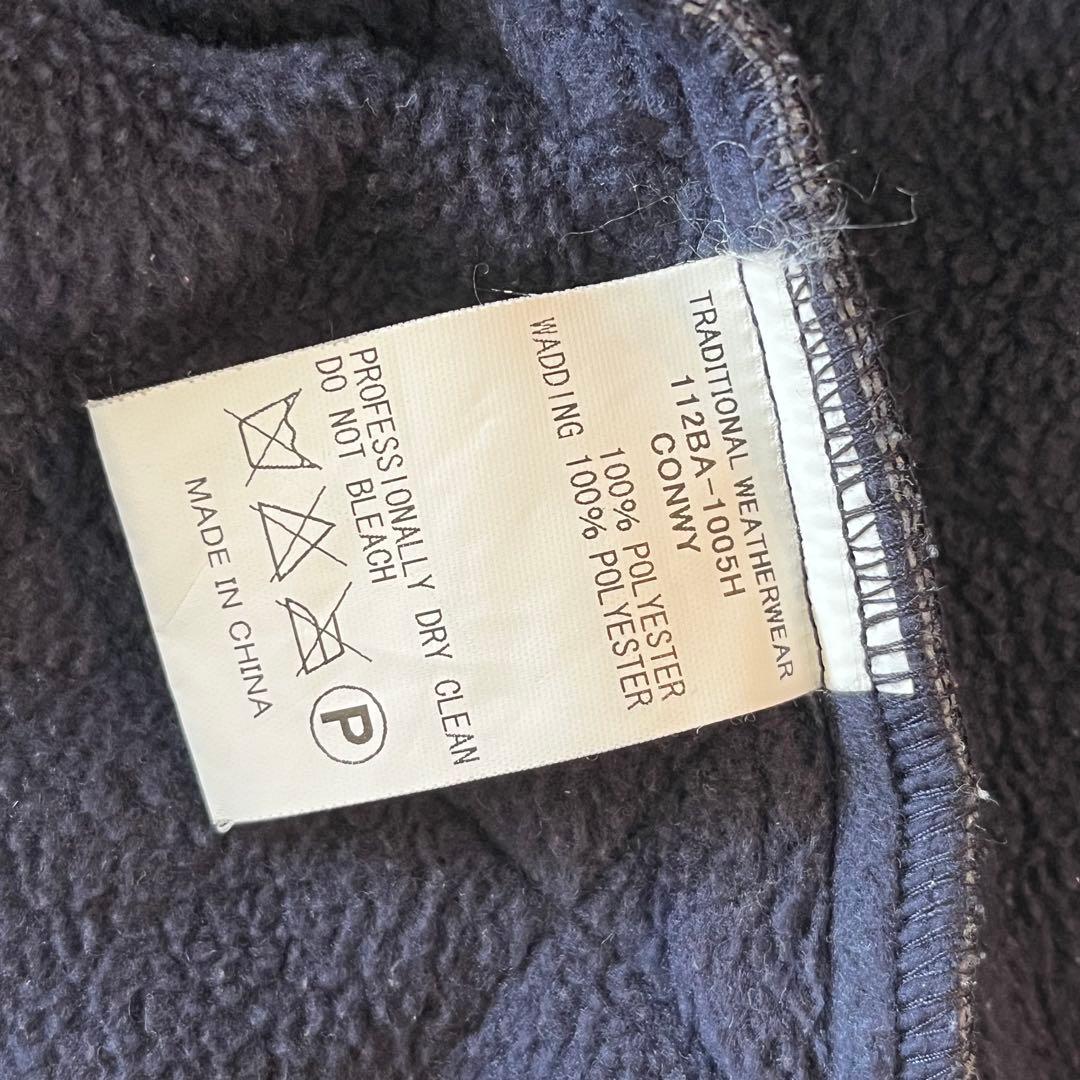 TRADITIONAL WEATHERWEAR
112BA-1005H
CONWY
100% POLYESTER
WADDING 100% POLYESTER
PROFESSIONALLY DRY CLEAN
DO NOT BLEACH
P
MADE IN CHINA